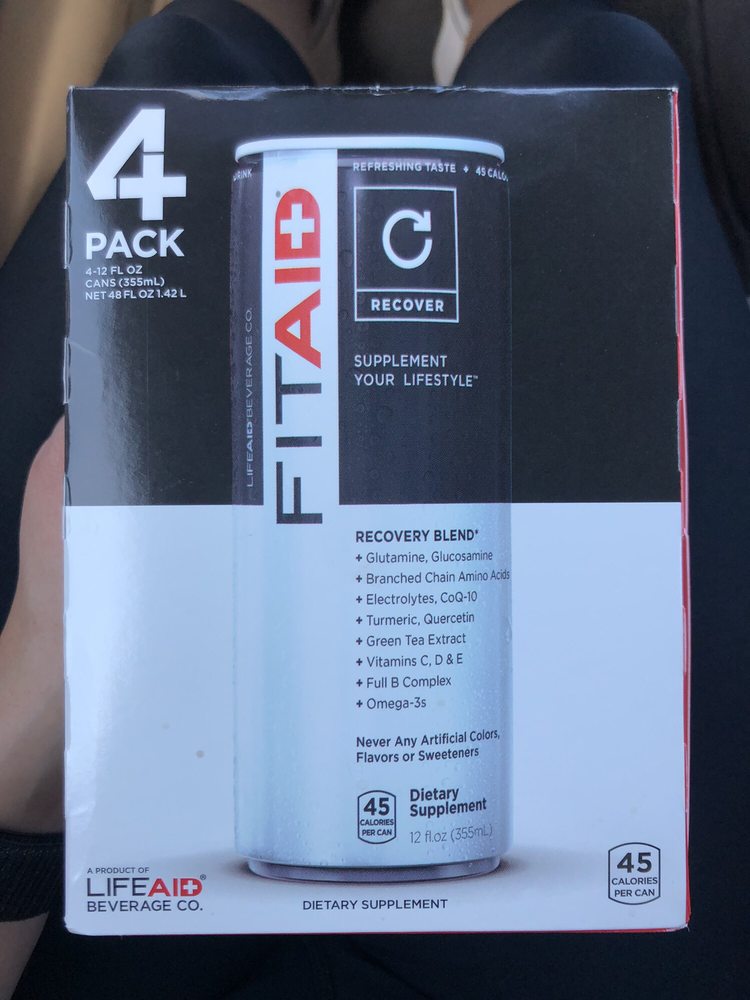 4
PACK
4-12 FL OZ
CANS (355mL)
NET 48 FL OZ 1.42 L
REFRESHING TASTE + 45
RECOVER
SUPPLEMENT
YOUR LIFESTYLE™
FITAID®
LIFEAID BEVERAGE CO.
RECOVERY BLEND*
+ Glutamine, Glucosamine
+ Branched Chain Amino Acids
+ Electrolytes, CoQ-10
+ Turmeric, Quercetin
+ Green Tea Extract
+ Vitamins C, D & E
+ Full B Complex
+ Omega-3s
Never Any Artificial Colors,
Flavors or Sweeteners
45
CALORIES
PER CAN
Dietary
Supplement
12 fl.oz (355mL)
A PRODUCT OF
LIFEAID®
BEVERAGE CO.
DIETARY SUPPLEMENT
45
CALORIES
PER CAN